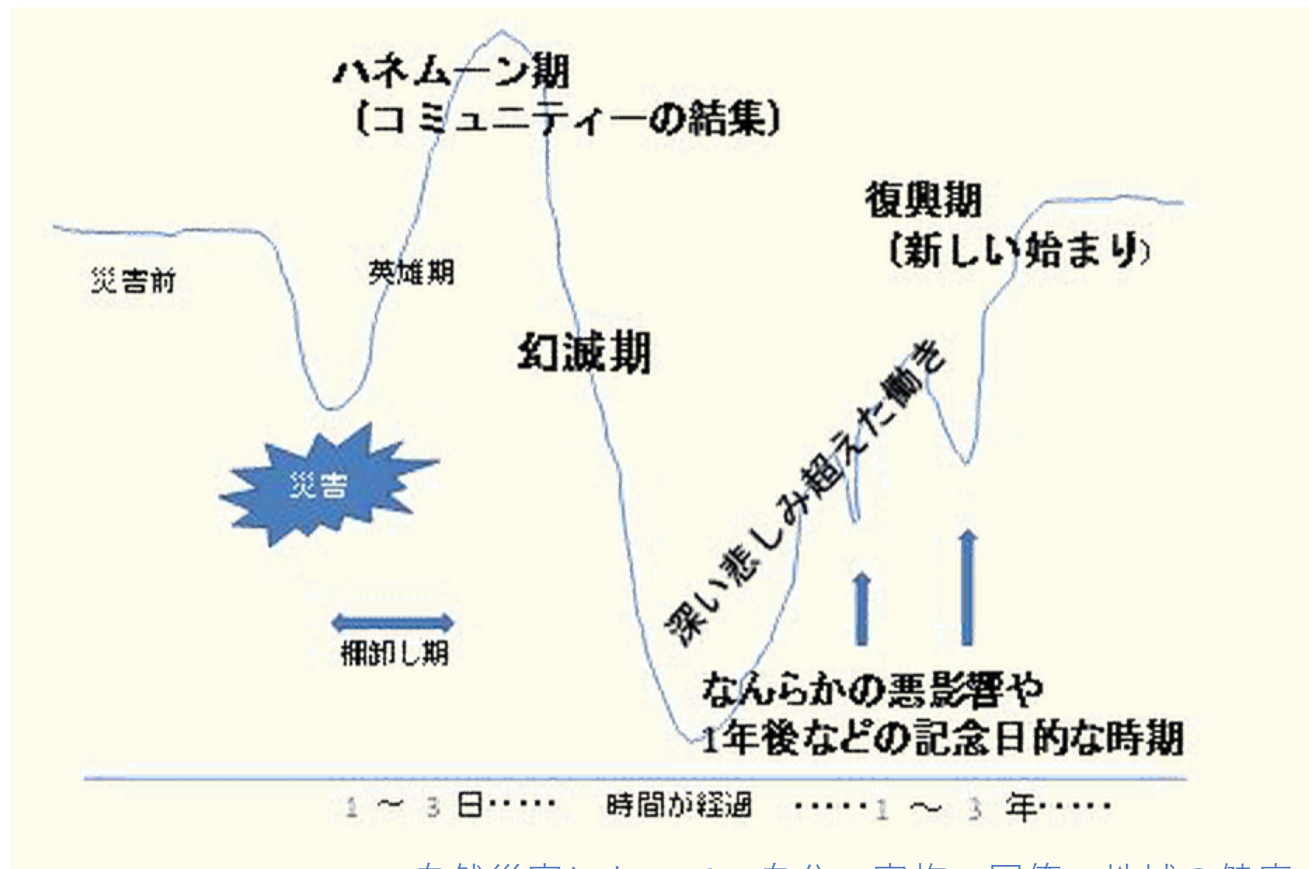 ハネムーン期
(コミュニティーの結集)
復興期
(新しい始まり)
災害前
英雄期
幻滅期
深い悲しみ超えた働き
災害
棚卸し期
なんらかの悪影響や
1年後などの記念日的な時期
1 ～ 3 日・・・・・ 時間が経過 ・・・・・1 ～ 3 年・・・・・